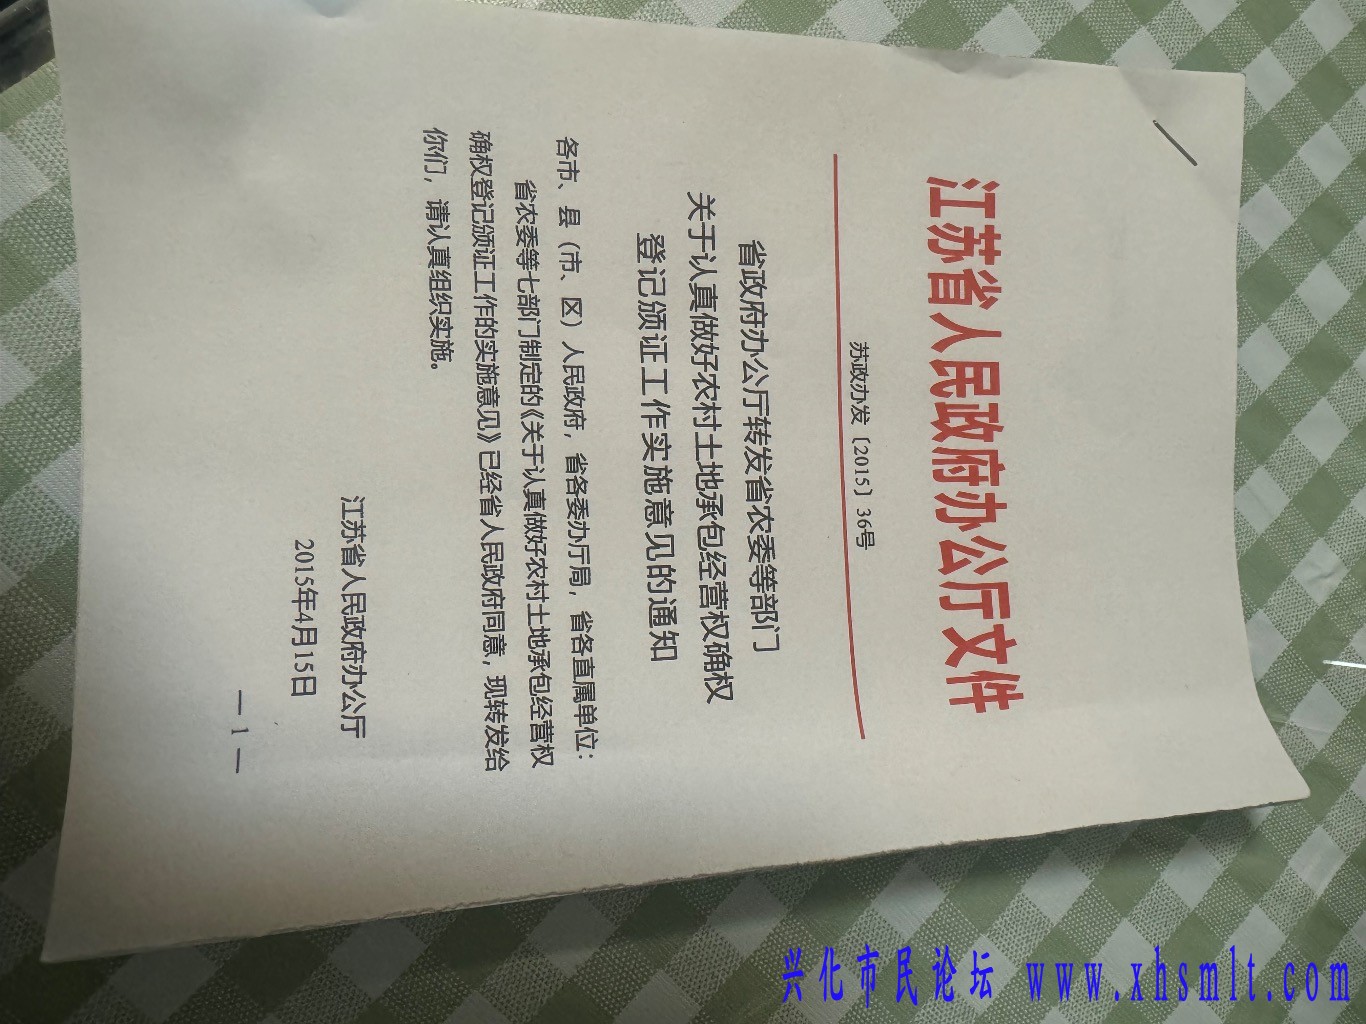 江苏省人民政府办公厅文件
苏政办发〔2015〕36号
省政府办公厅转发省农委等部门
关于认真做好农村土地承包经营权确权
登记颁证工作实施意见的通知
各市、县（市、区）人民政府，省各委办厅局，省各直属单位：
省农委等七部门制定的《关于认真做好农村土地承包经营权
确权登记颁证工作的实施意见》已经省人民政府同意，现转发给
你们，请认真组织实施。
江苏省人民政府办公厅
2015年4月15日
— 1 —
兴化市民论坛 www.xhsmlt.com